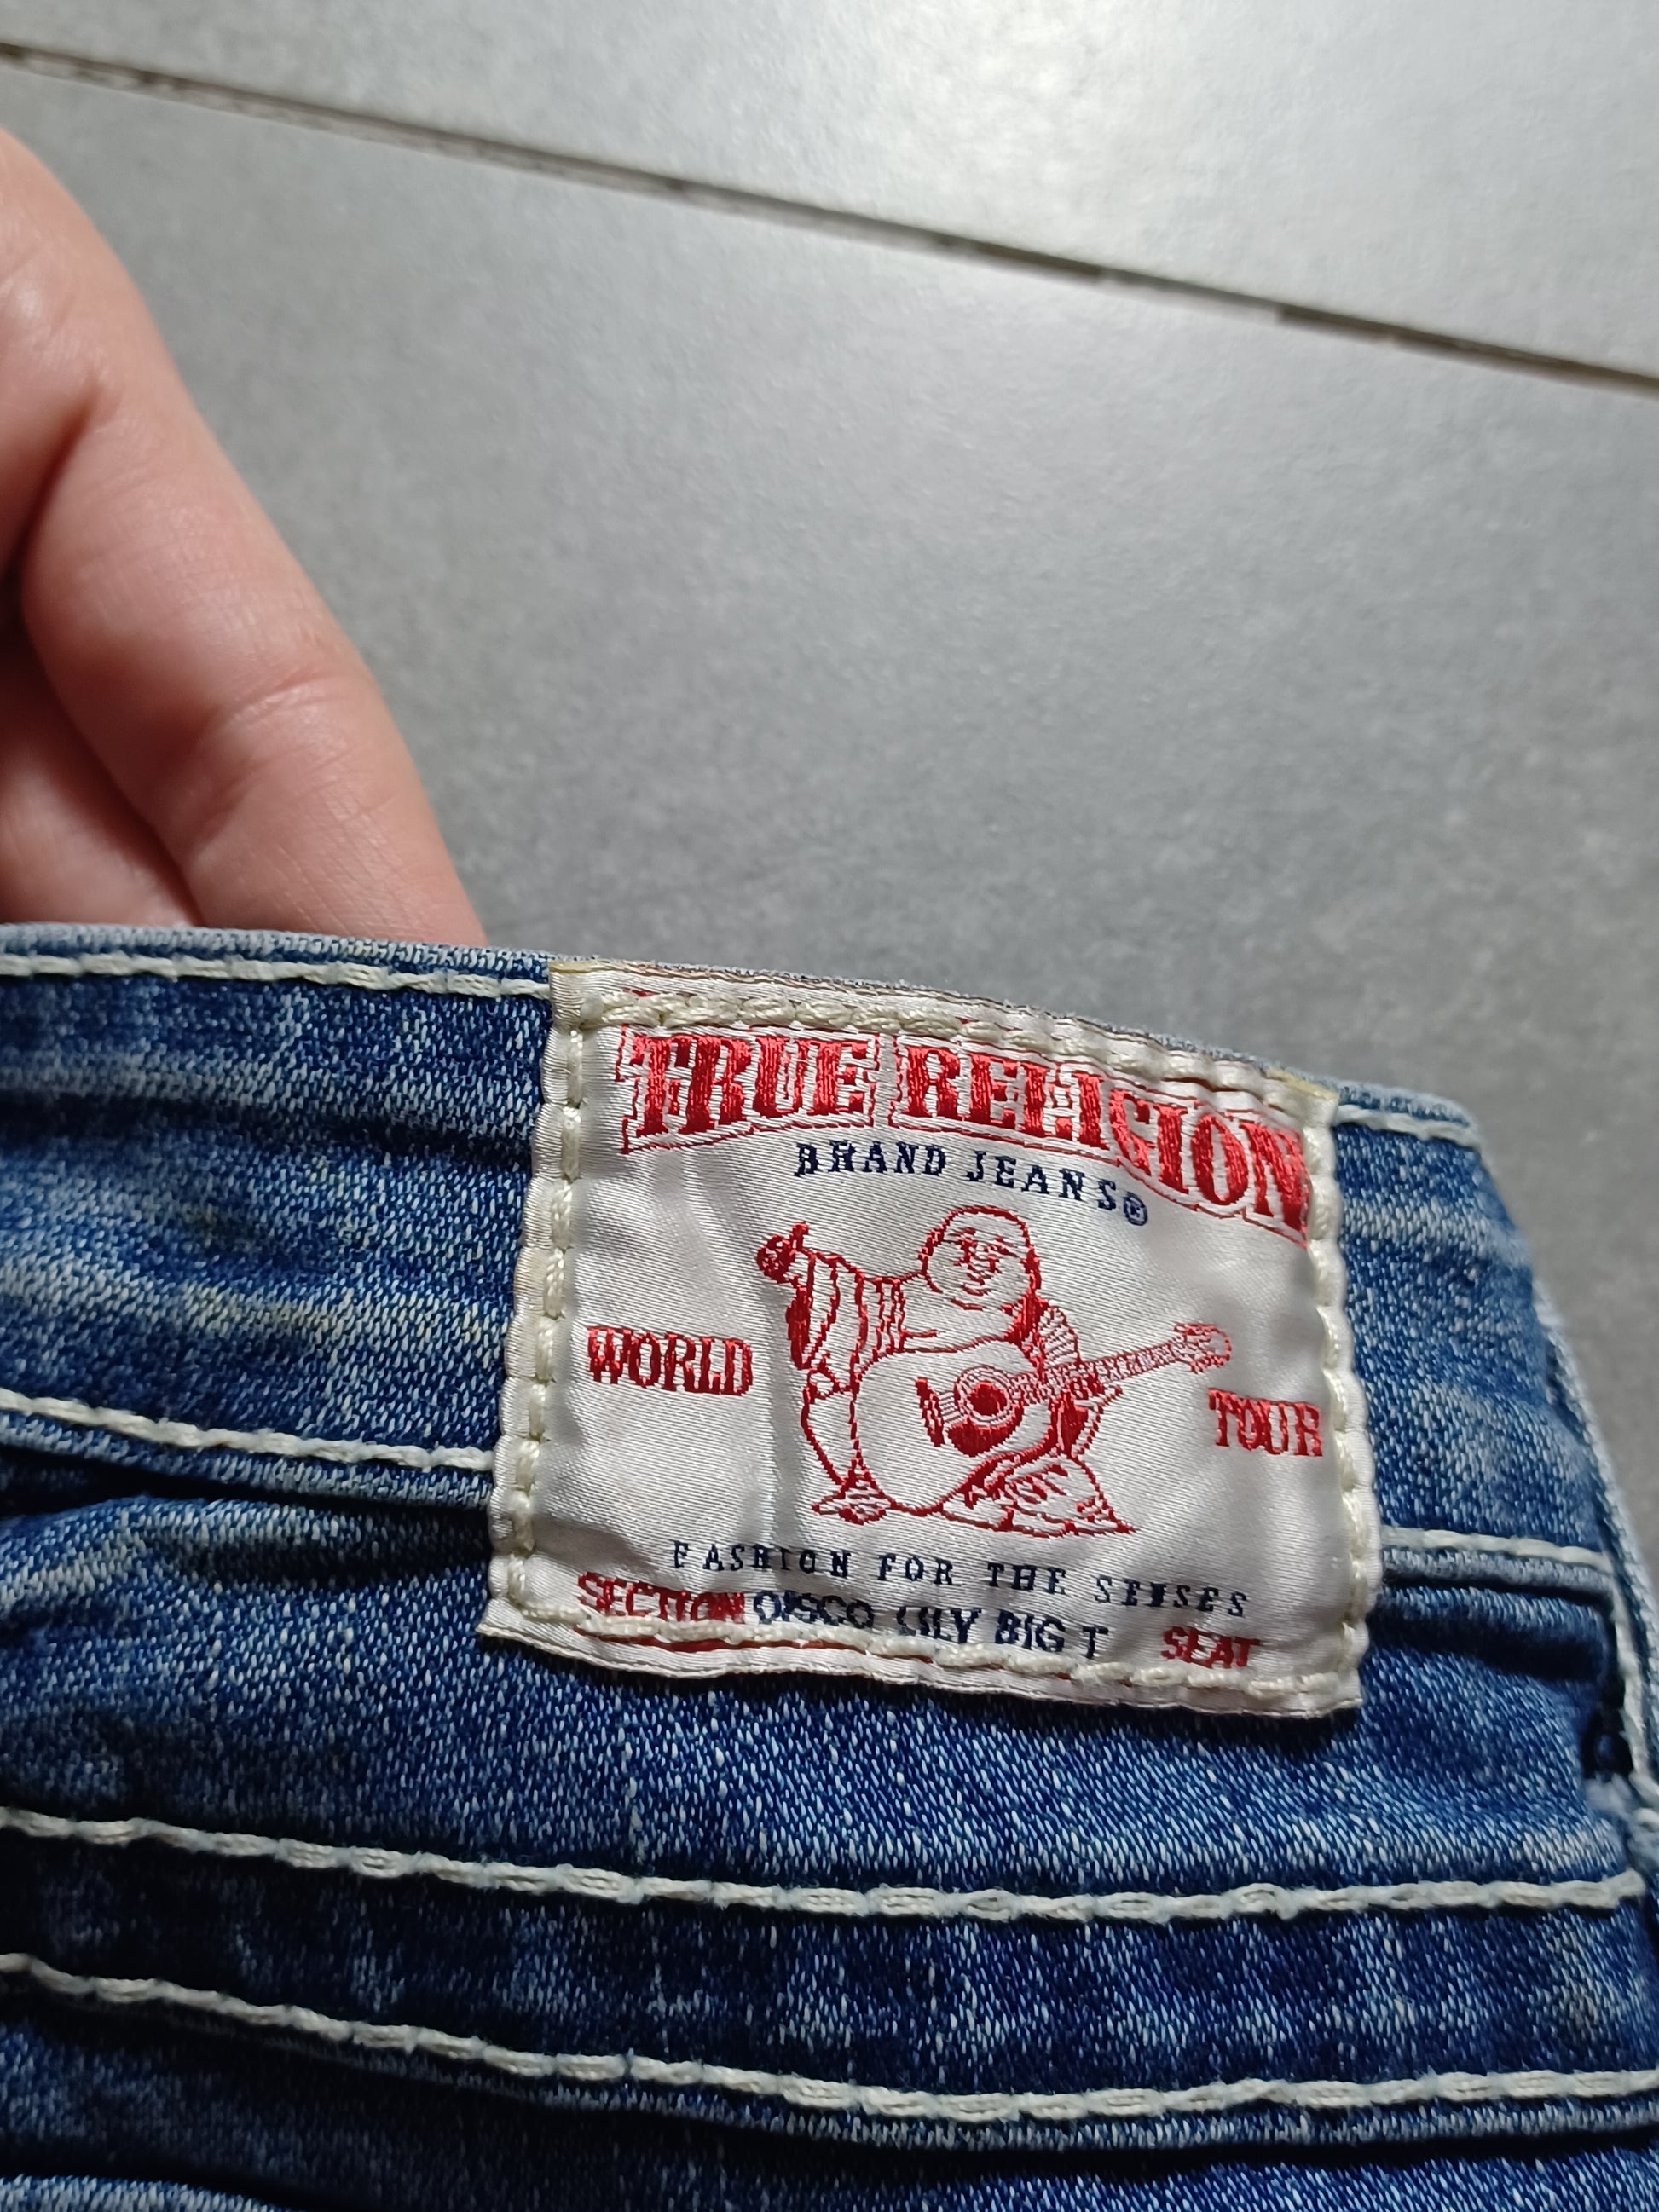 TRUE RELIGION
BRAND JEANS®
WORLD TOUR
FASHION FOR THE SENSES
SECTION DISCO LILY BIG T SEAT